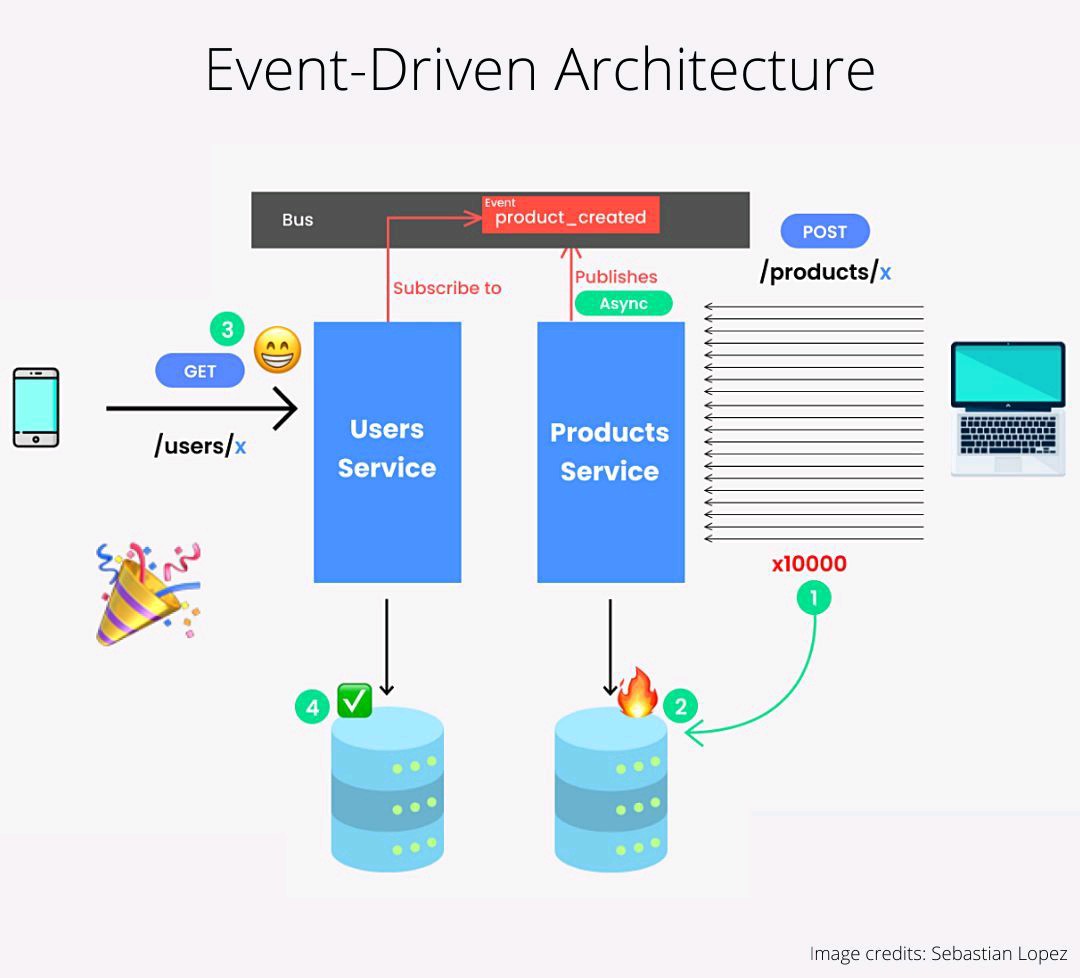 Event-Driven Architecture
Bus
Event
product_created
POST
/products/x
Subscribe to
Publishes
Async
3
GET
/users/x
Users
Service
Products
Service
x10000
1
4
2
Image credits: Sebastian Lopez